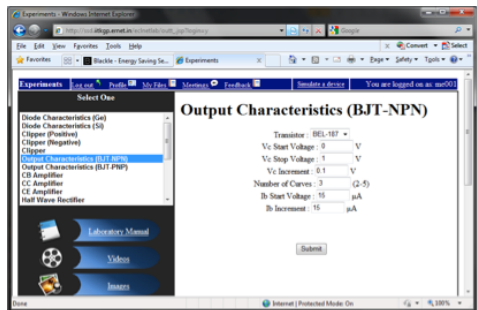 Experiments - Windows Internet Explorer
Google
File Edit View Favorites Tools Help
Convert Select
Favorites Blackle - Energy Saving Se... Experiments Page Safety Tools
Experiments Log out Profile My Files Meetings Feedback Simulate a device You are logged on as: me001
Select One
Diode Characteristics (Ge)
Diode Characteristics (Si)
Clipper (Positive)
Clipper (Negative)
Clipper
Output Characteristics (BJT-NPN)
Output Characteristics (BJT-PNP)
CB Amplifier
CC Amplifier
CE Amplifier
Half Wave Rectifier
Laboratory Manual
Videos
Images
Output Characteristics (BJT-NPN)
Transistor : BEL-187
Vc Start Voltage : 0 V
Vc Stop Voltage : 1 V
Vc Increment : 0.1 V
Number of Curves : 3 (2-5)
Ib Start Voltage : 15 µA
Ib Increment : 15 µA
Submit
Done Internet | Protected Mode: On 100%